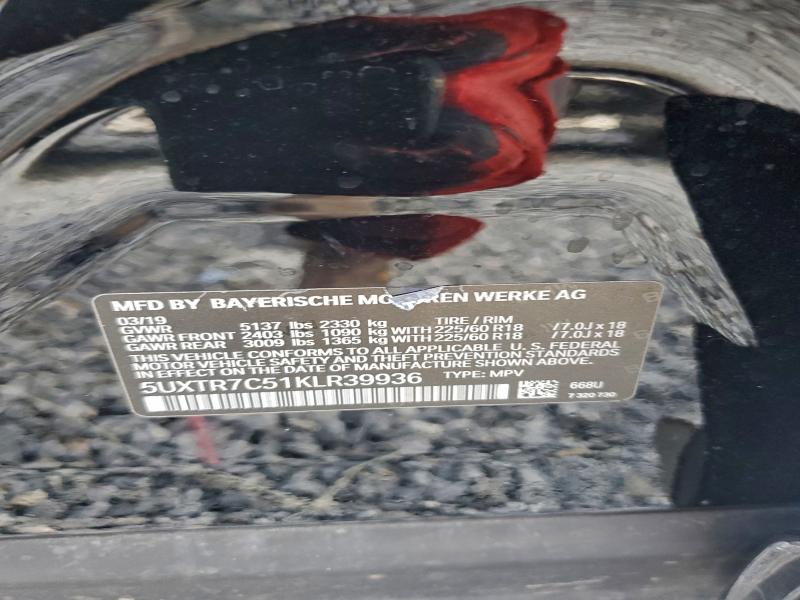 MFD BY BAYERISCHE MOTOREN WERKE AG
03/19 TIRE / RIM
GVWR 5137 lbs 2330 kg
GAWR FRONT 2403 lbs 1090 kg WITH 225/60 R18 /7.0J x 18
GAWR REAR 3009 lbs 1365 kg WITH 225/60 R18 /7.0J x 18
THIS VEHICLE CONFORMS TO ALL APPLICABLE U.S. FEDERAL
MOTOR VEHICLE SAFETY AND THEFT PREVENTION STANDARDS
IN EFFECT ON THE DATE OF MANUFACTURE SHOWN ABOVE.
5UXTR7C51KLR39936 TYPE: MPV
668U
7 320 730